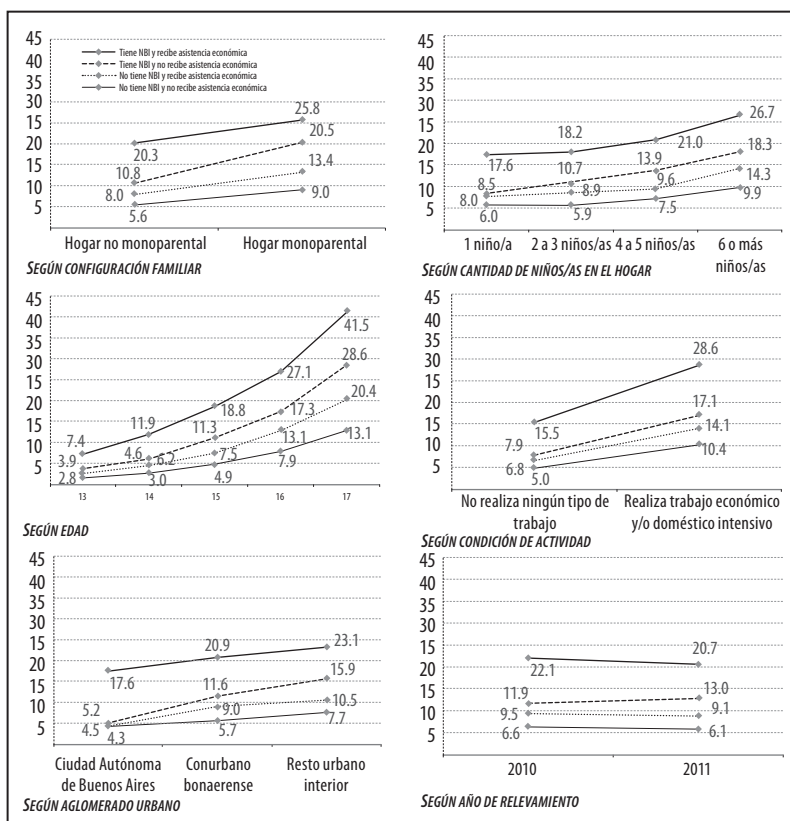 45
40
35
30
15
20
15
10
5
Tiene NBI y recibe asistencia económica
Tiene NBI y no recibe asistencia económica
No tiene NBI y recibe asistencia económica
No tiene NBI y no recibe asistencia económica
20.3 25.8
10.8 20.5
8.0 13.4
5.6 9.0
Hogar no monoparental Hogar monoparental
SEGÚN CONFIGURACIÓN FAMILIAR
45
40
35
30
15
20
15
10
5
17.6 18.2 21.0 26.7
8.5 10.7 13.9 18.3
8.0 8.9 9.6 14.3
6.0 5.9 7.5 9.9
1 niño/a 2 a 3 niños/as 4 a 5 niños/as 6 o más
niños/as
SEGÚN CANTIDAD DE NIÑOS/AS EN EL HOGAR
45
40
35
30
15
20
15
10
5
7.4 11.9 18.8 27.1 41.5
3.9 4.6 11.3 17.3 28.6
6.2 7.5 13.1 20.4
2.8 3.0 4.9 7.9 13.1
13 14 15 16 17
SEGÚN EDAD
45
40
35
30
15
20
15
10
5
15.5 28.6
7.9 17.1
6.8 14.1
5.0 10.4
No realiza ningún tipo de
trabajo
Realiza trabajo económico
y/o doméstico intensivo
SEGÚN CONDICIÓN DE ACTIVIDAD
45
40
35
30
15
20
15
10
5
17.6 20.9 23.1
5.2 11.6 15.9
4.5 9.0 10.5
4.3 5.7 7.7
Ciudad Autónoma
de Buenos Aires
Conurbano
bonaerense
Resto urbano
interior
SEGÚN AGLOMERADO URBANO
45
40
35
30
15
20
15
10
5
22.1 20.7
11.9 13.0
9.5 9.1
6.6 6.1
2010 2011
SEGÚN AÑO DE RELEVAMIENTO